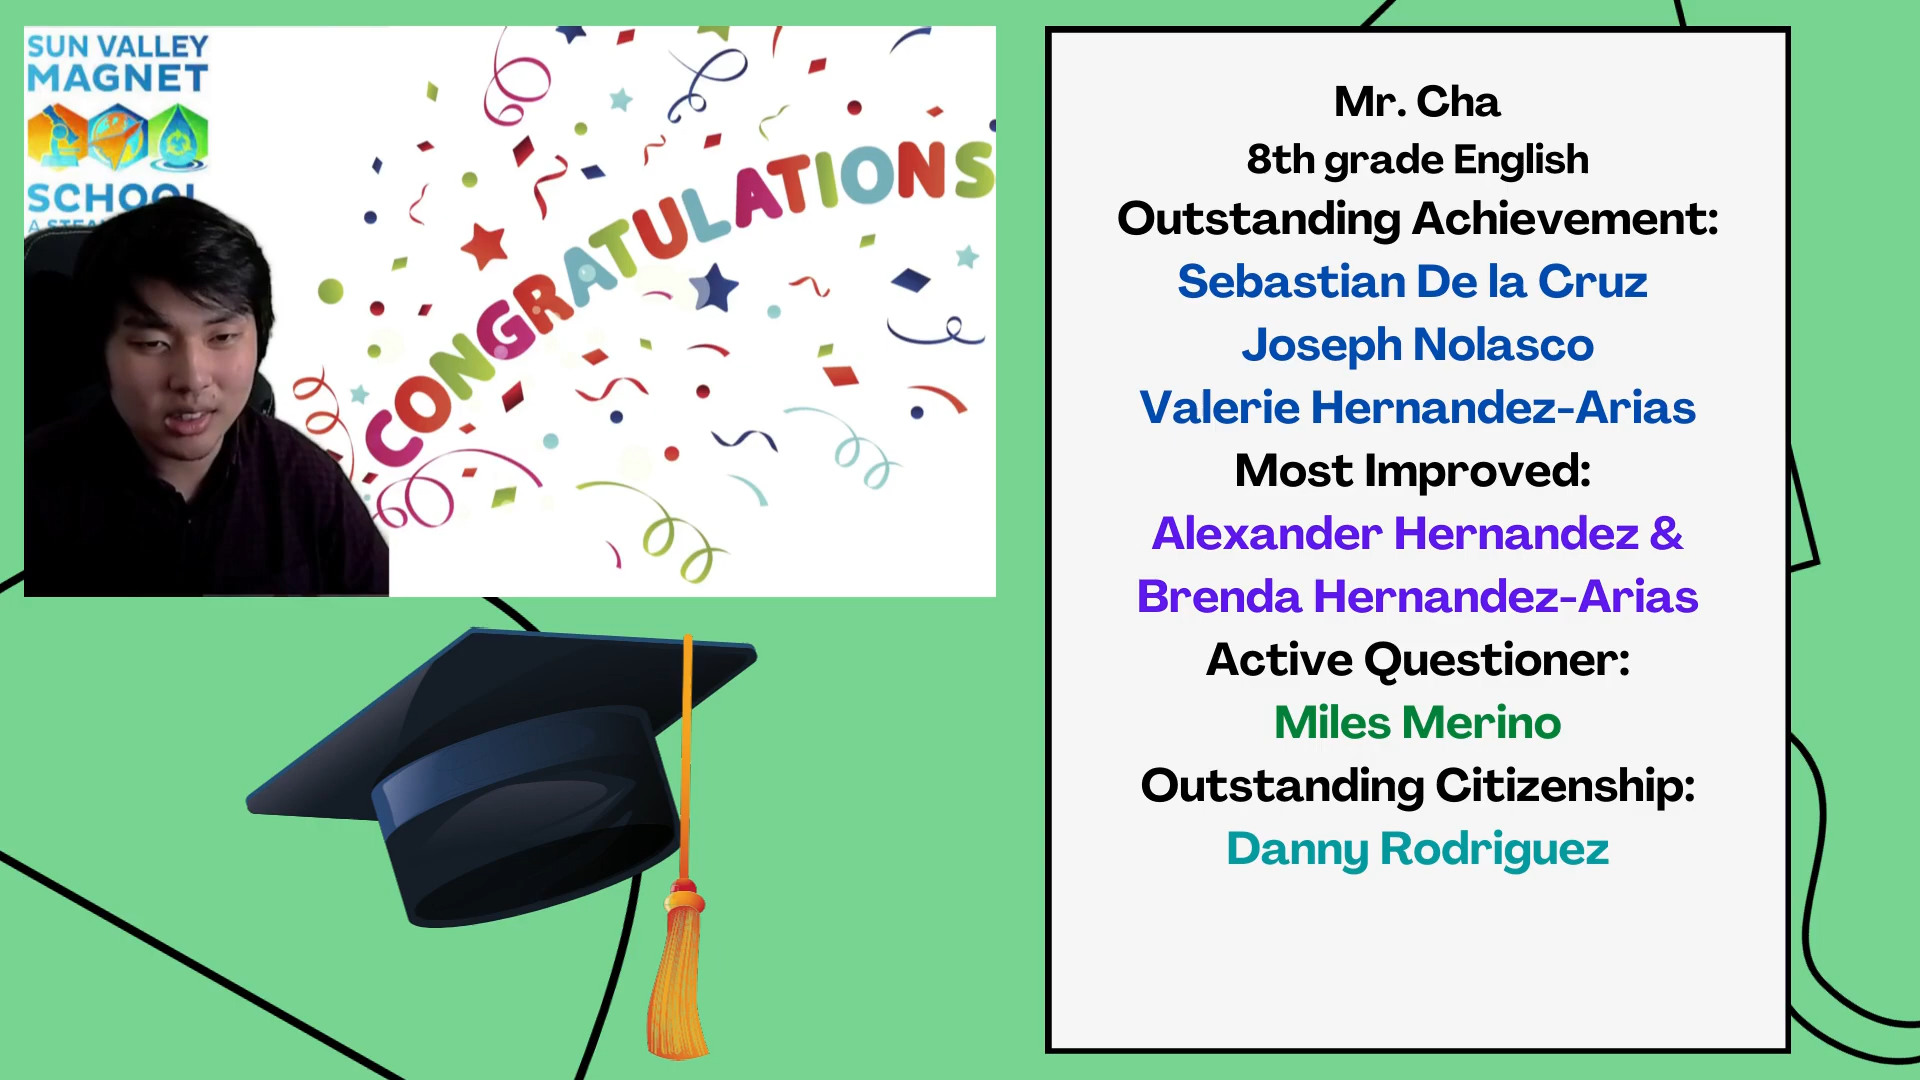 SUN VALLEY
MAGNET
SCHOOL
CONGRATULATIONS
Mr. Cha
8th grade English
Outstanding Achievement:
Sebastian De la Cruz
Joseph Nolasco
Valerie Hernandez-Arias
Most Improved:
Alexander Hernandez &
Brenda Hernandez-Arias
Active Questioner:
Miles Merino
Outstanding Citizenship:
Danny Rodriguez